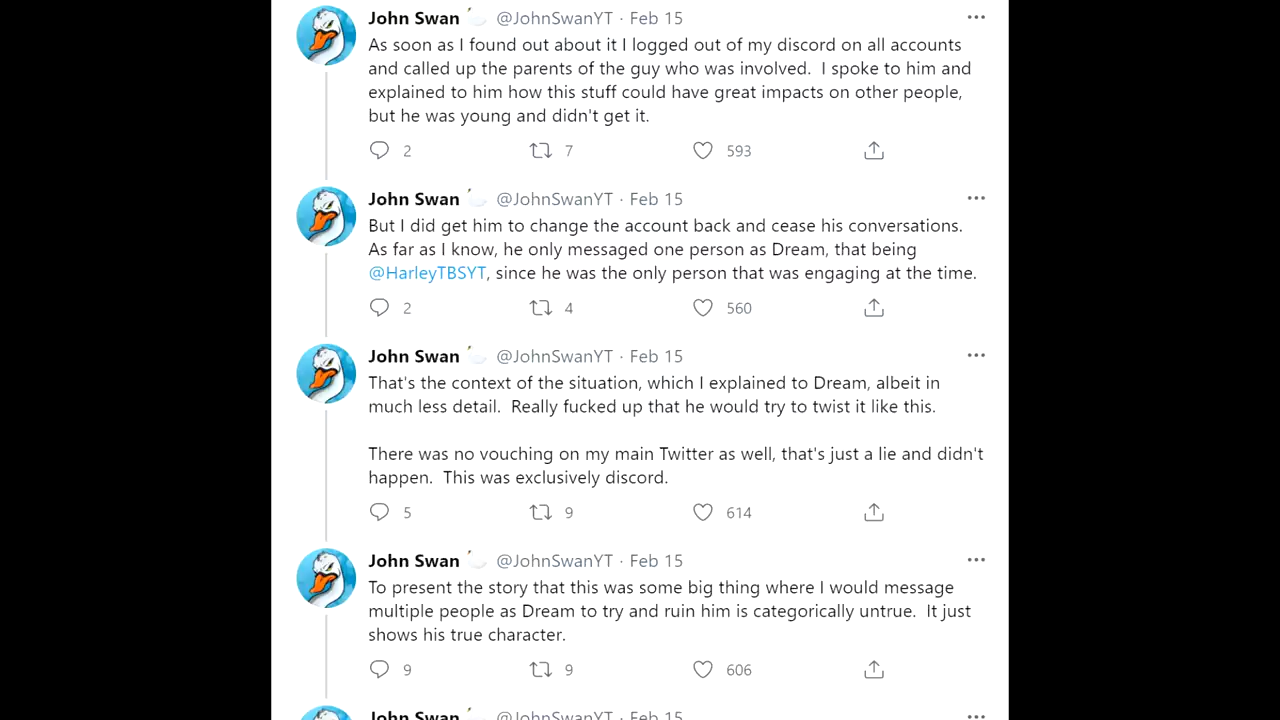 John Swan @JohnSwanYT · Feb 15
As soon as I found out about it I logged out of my discord on all accounts
and called up the parents of the guy who was involved.  I spoke to him and
explained to him how this stuff could have great impacts on other people,
but he was young and didn't get it.
2 7 593
John Swan @JohnSwanYT · Feb 15
But I did get him to change the account back and cease his conversations.
As far as I know, he only messaged one person as Dream, that being
@HarleyTBSYT, since he was the only person that was engaging at the time.
2 4 560
John Swan @JohnSwanYT · Feb 15
That's the context of the situation, which I explained to Dream, albeit in
much less detail.  Really fucked up that he would try to twist it like this.
There was no vouching on my main Twitter as well, that's just a lie and didn't
happen.  This was exclusively discord.
5 9 614
John Swan @JohnSwanYT · Feb 15
To present the story that this was some big thing where I would message
multiple people as Dream to try and ruin him is categorically untrue.  It just
shows his true character.
9 9 606
John Swan @JohnSwanYT · Feb 15